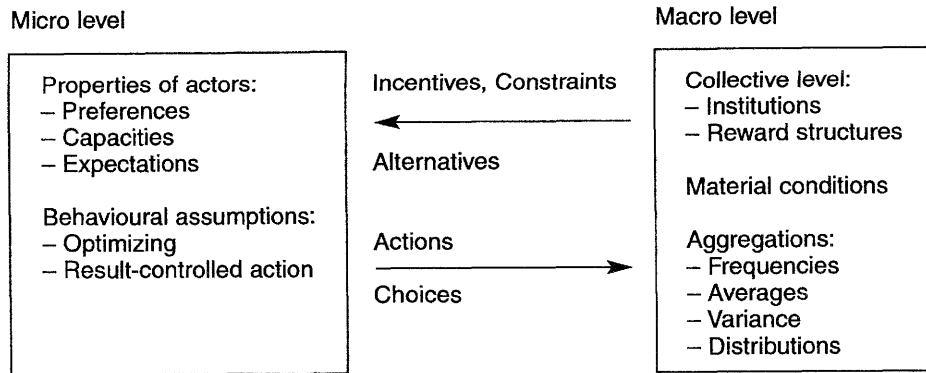 Micro level
Macro level
Properties of actors:
– Preferences
– Capacities
– Expectations
Behavioural assumptions:
– Optimizing
– Result-controlled action
Incentives, Constraints
Alternatives
Actions
Choices
Collective level:
– Institutions
– Reward structures
Material conditions
Aggregations:
– Frequencies
– Averages
– Variance
– Distributions